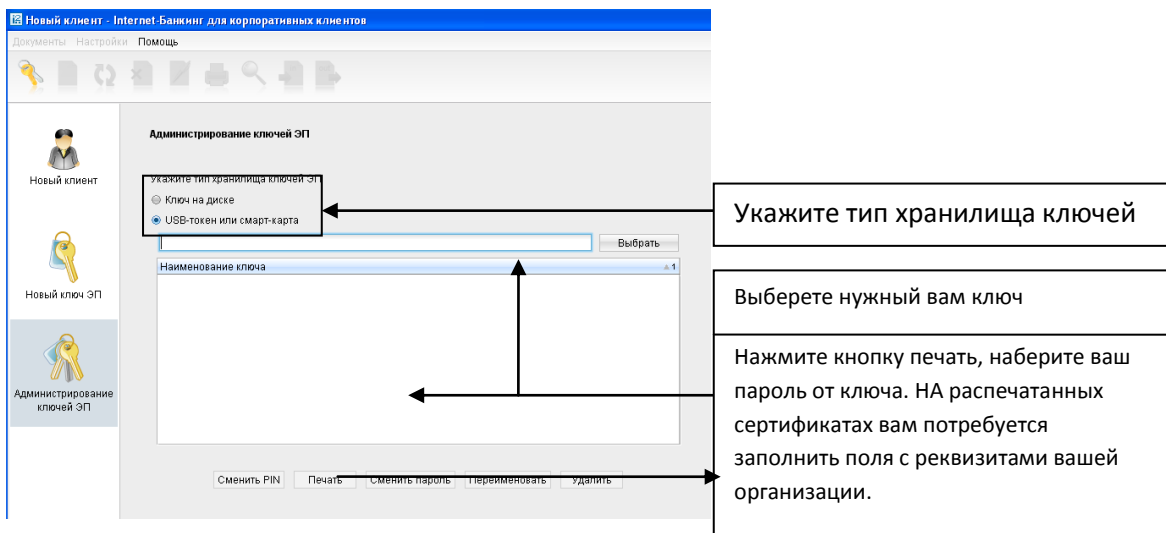 Новый клиент - Internet-Банкинг для корпоративных клиентов
Документы Настройки Помощь
Администрирование ключей ЭП
Новый клиент
Укажите тип хранилища ключей ЭП
Ключ на диске
USB-токен или смарт-карта
Выбрать
Наименование ключа
1
Новый ключ ЭП
Администрирование
ключей ЭП
Сменить PIN Печать Сменить пароль Переименовать Удалить
Укажите тип хранилища ключей
Выберете нужный вам ключ
Нажмите кнопку печать, наберите ваш
пароль от ключа. НА распечатанных
сертификатах вам потребуется
заполнить поля с реквизитами вашей
организации.